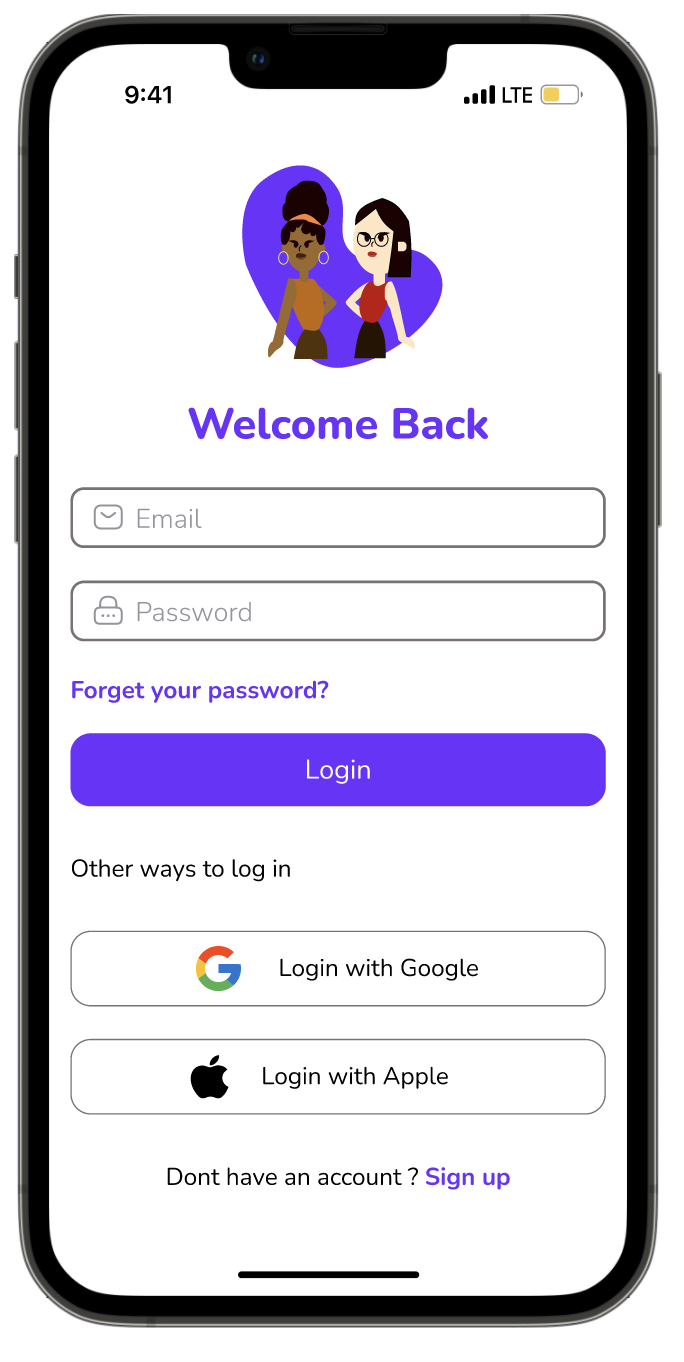 9:41 LTE
Welcome Back
Email
Password
Forget your password?
Login
Other ways to log in
Login with Google
Login with Apple
Dont have an account ? Sign up